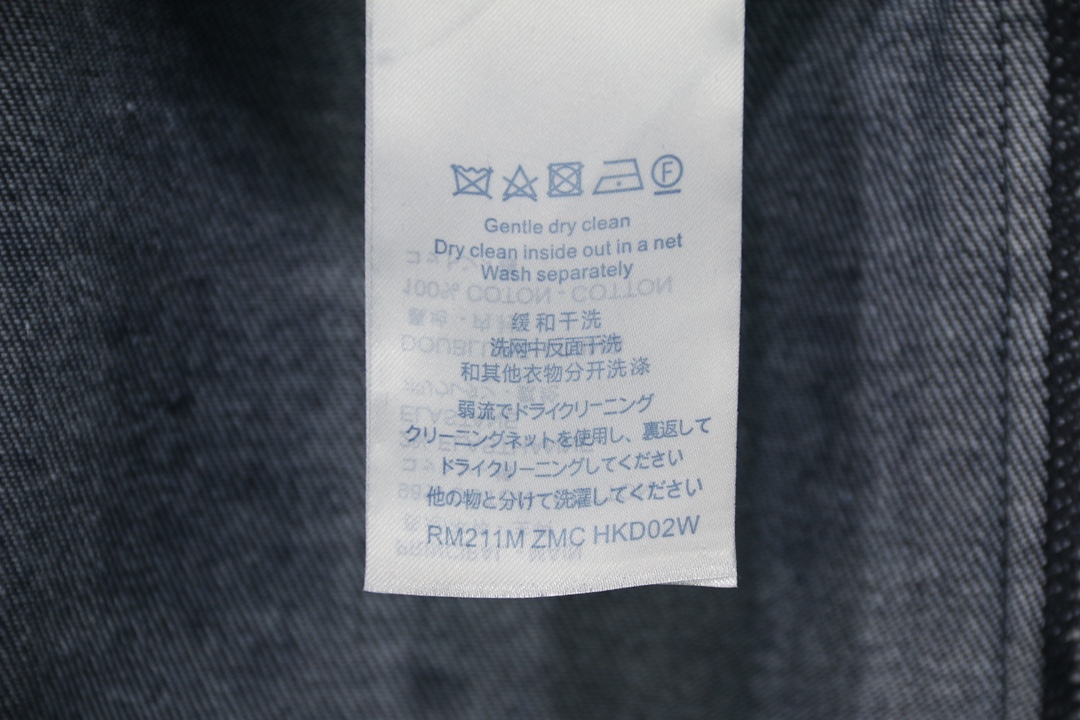 F
Gentle dry clean
Dry clean inside out in a net
Wash separately
缓和干洗
洗网中反面干洗
和其他衣物分开洗涤
弱流でドライクリーニング
クリーニングネットを使用し、裏返して
ドライクリーニングしてください
他の物と分けて洗濯してください
RM211M ZMC HKD02W
100% COTON - COTTON